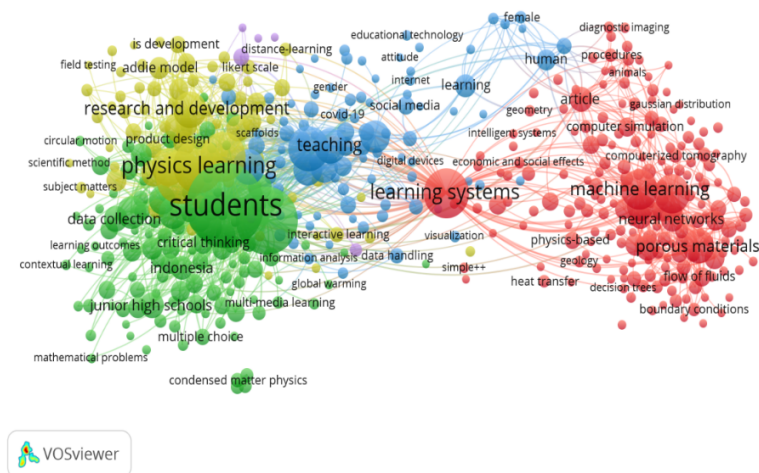 female
diagnostic imaging
educational technology
is development
distance-learning
attitude
human
procedures
field testing
addie model
likert scale
animals
internet
gender
learning
article
social media
gaussian distribution
research and development
covid-19
geometry
computer simulation
circular motion
product design
scaffolds
intelligent systems
teaching
scientific method
physics learning
digital devices
economic and social effects
computerized tomography
subject matters
learning systems
machine learning
students
data collection
neural networks
critical thinking
interactive learning
visualization
physics-based
porous materials
learning outcomes
information analysis
data handling
contextual learning
indonesia
simple++
geology
flow of fluids
global warming
heat transfer
decision trees
junior high schools
multi-media learning
boundary conditions
multiple choice
mathematical problems
condensed matter physics
VOSviewer